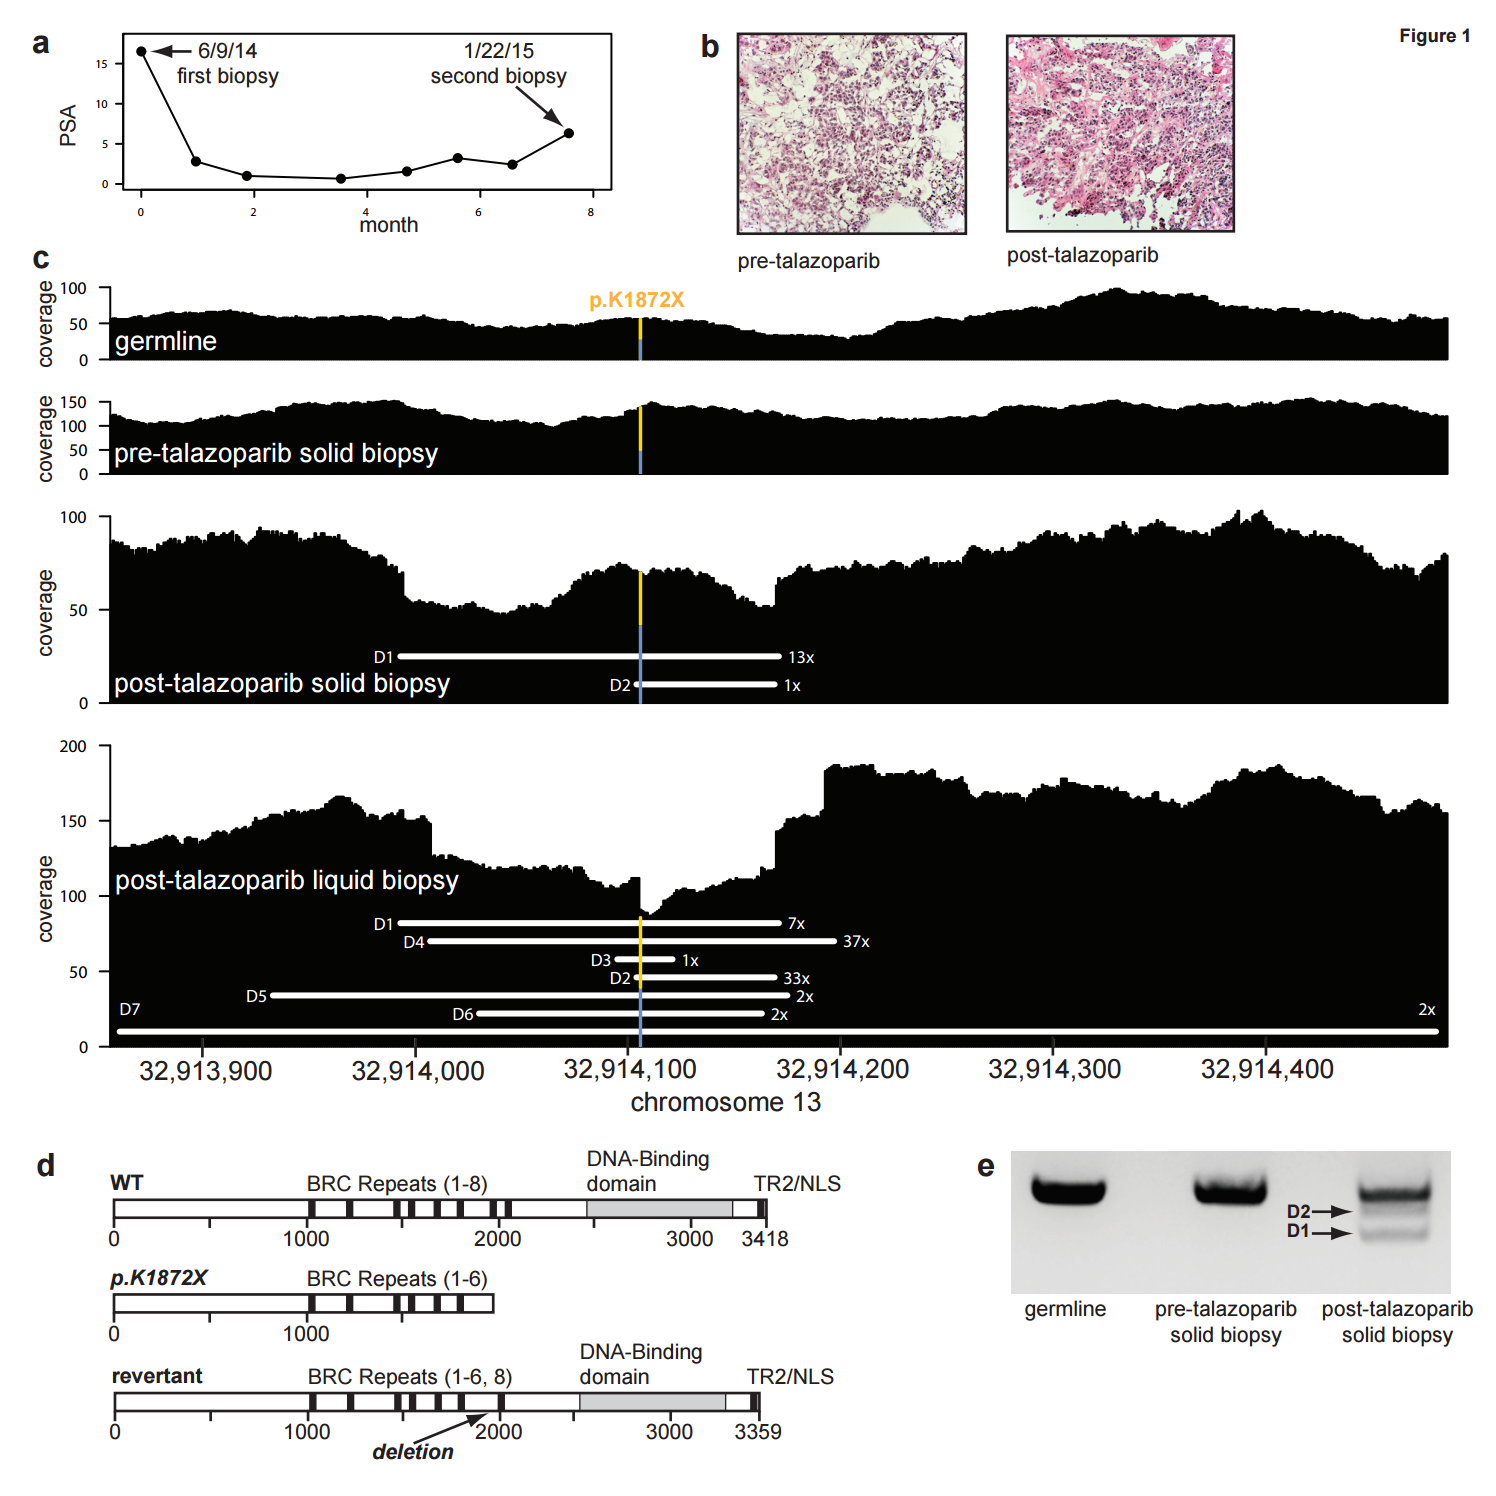 Figure 1
a
6/9/14
first biopsy
1/22/15
second biopsy
PSA
15
10
5
0
0 2 4 6 8
month
b
pre-talazoparib
post-talazoparib
c
coverage
100
50
0
p.K1872X
germline
coverage
150
100
50
0
pre-talazoparib solid biopsy
coverage
100
50
0
D1 13x
D2 1x
post-talazoparib solid biopsy
coverage
200
150
100
50
0
post-talazoparib liquid biopsy
D1 7x
D4 37x
D3 1x
D2 33x
D5 2x
D6 2x
D7 2x
32,913,900 32,914,000 32,914,100 32,914,200 32,914,300 32,914,400
chromosome 13
d
WT
BRC Repeats (1-8)
DNA-Binding
domain
TR2/NLS
0 1000 2000 3000 3418
p.K1872X
BRC Repeats (1-6)
0 1000
revertant
BRC Repeats (1-6, 8)
DNA-Binding
domain
TR2/NLS
0 1000 2000 3000 3359
deletion
e
D2
D1
germline
pre-talazoparib
solid biopsy
post-talazoparib
solid biopsy